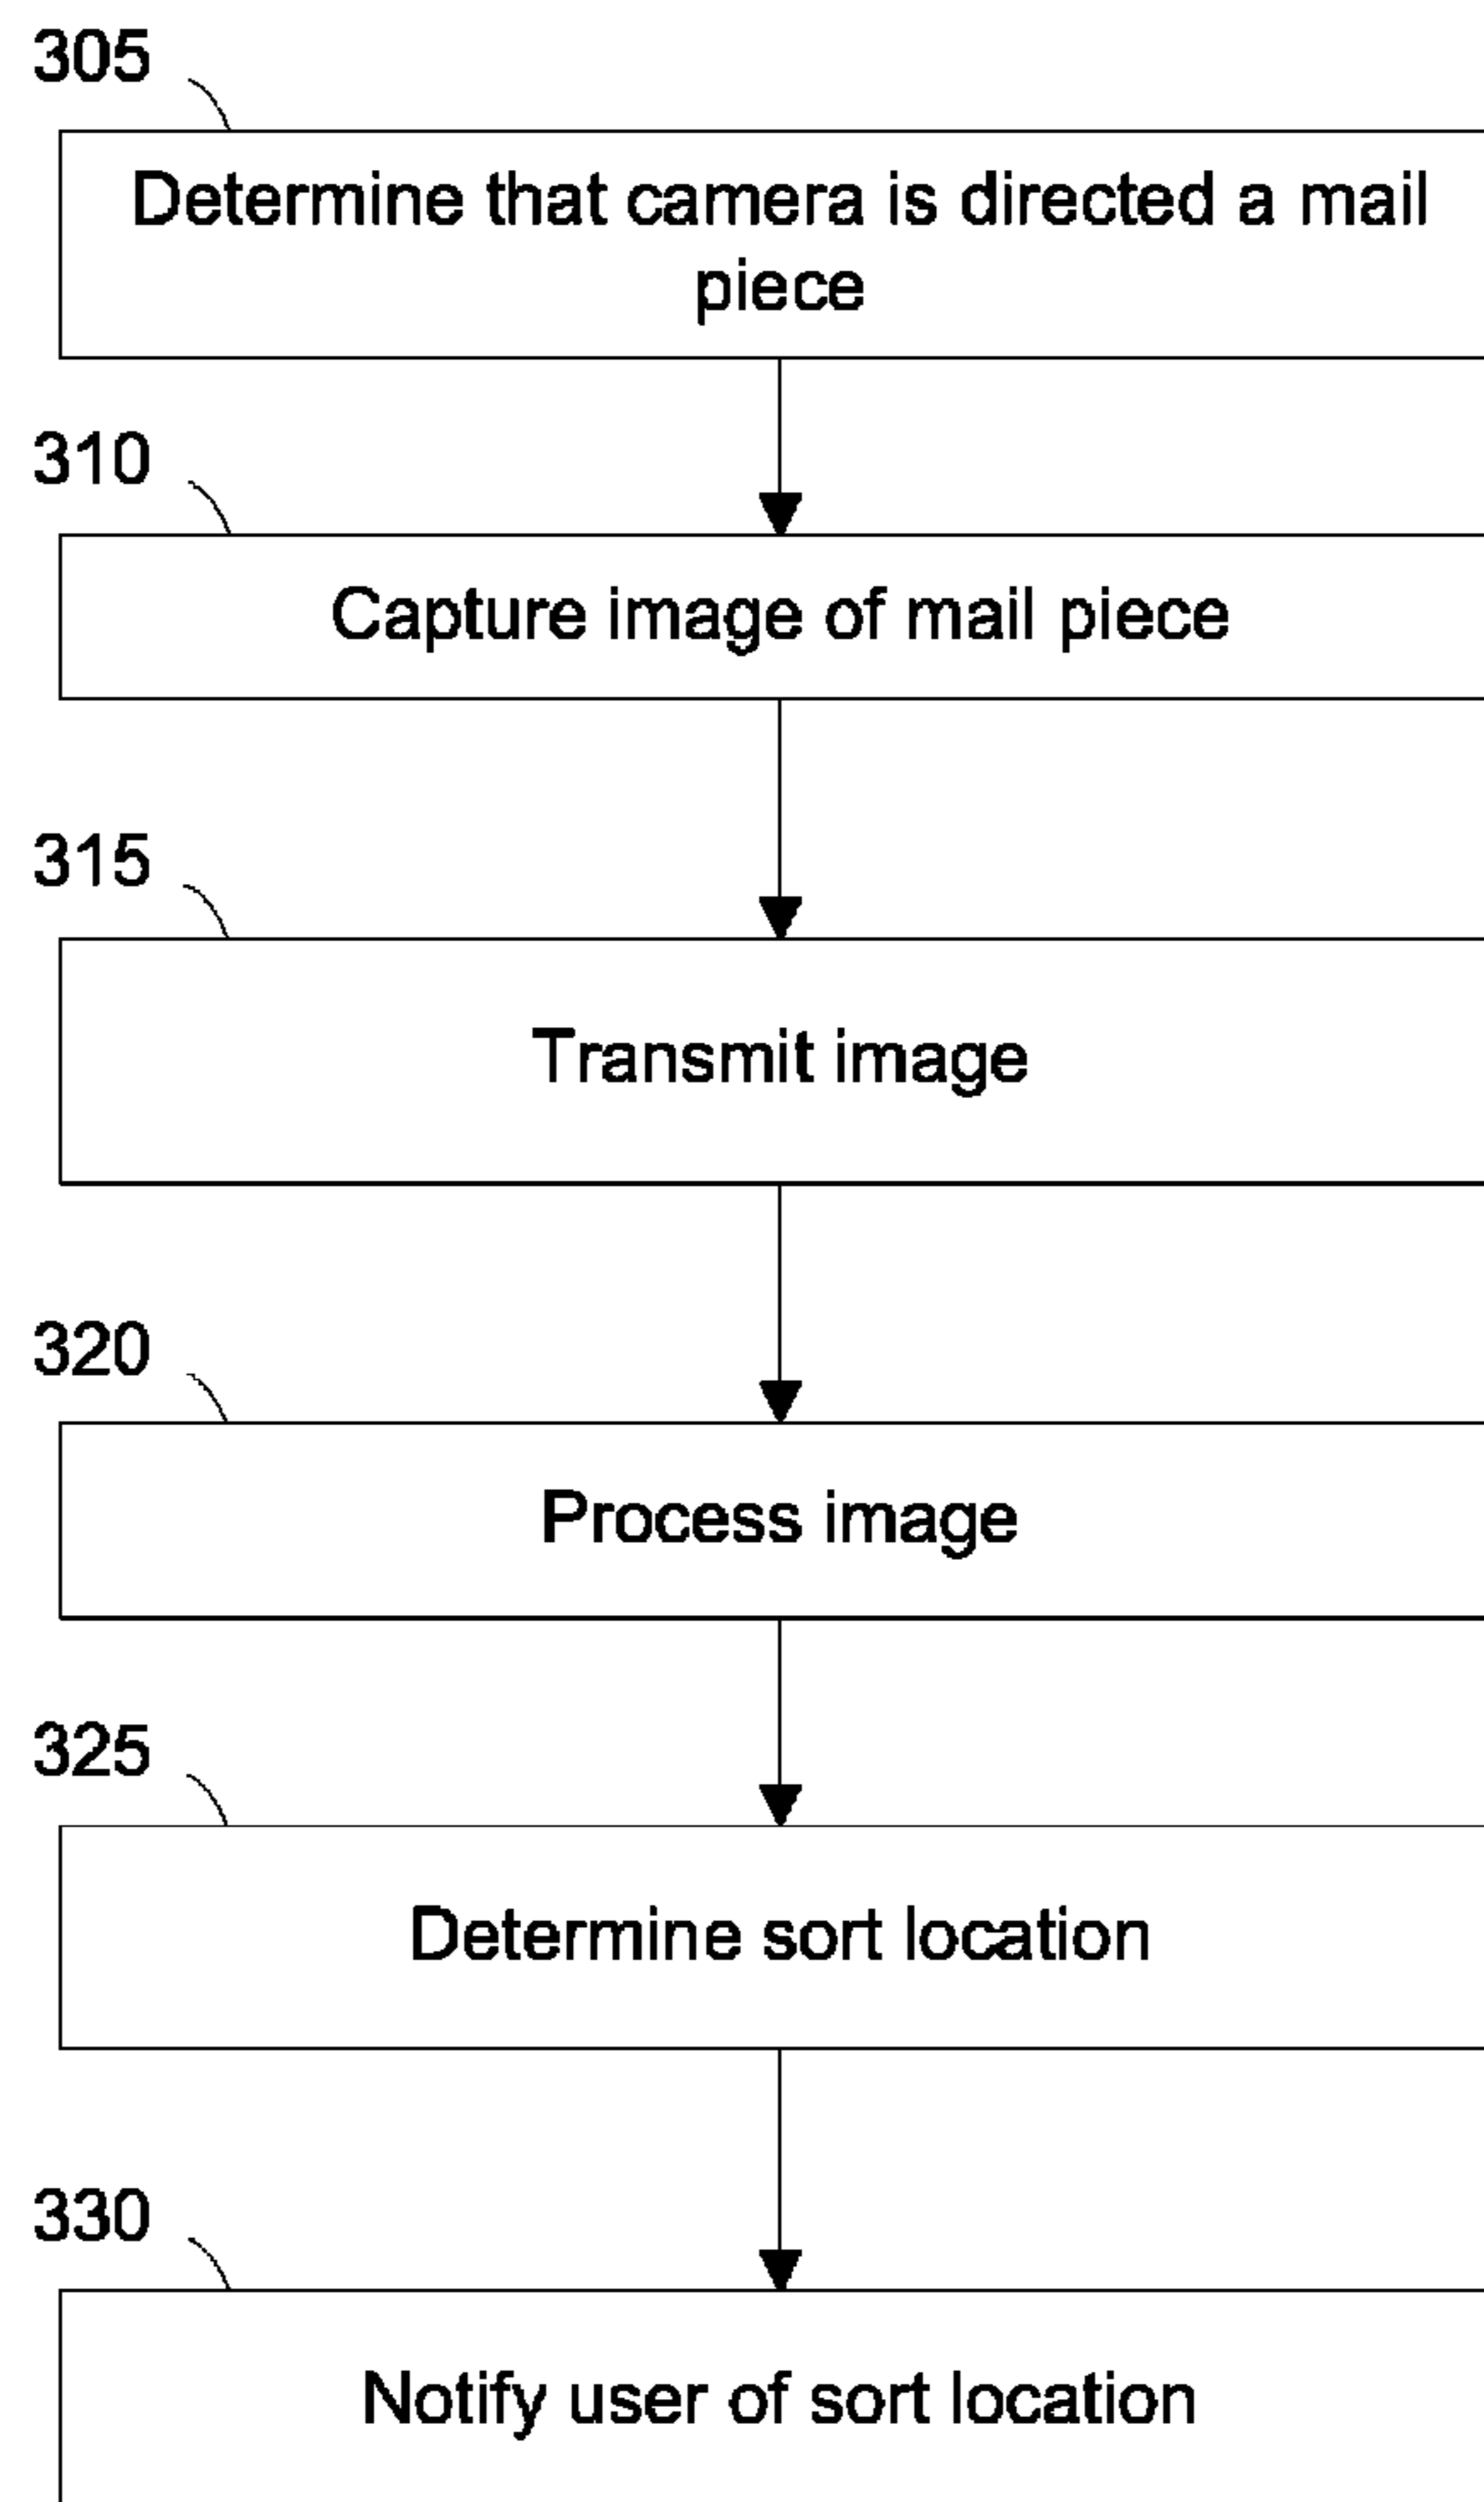 305
Determine that camera is directed a mail
piece
310
Capture image of mail piece
315
Transmit image
320
Process image
325
Determine sort location
330
Notify user of sort location